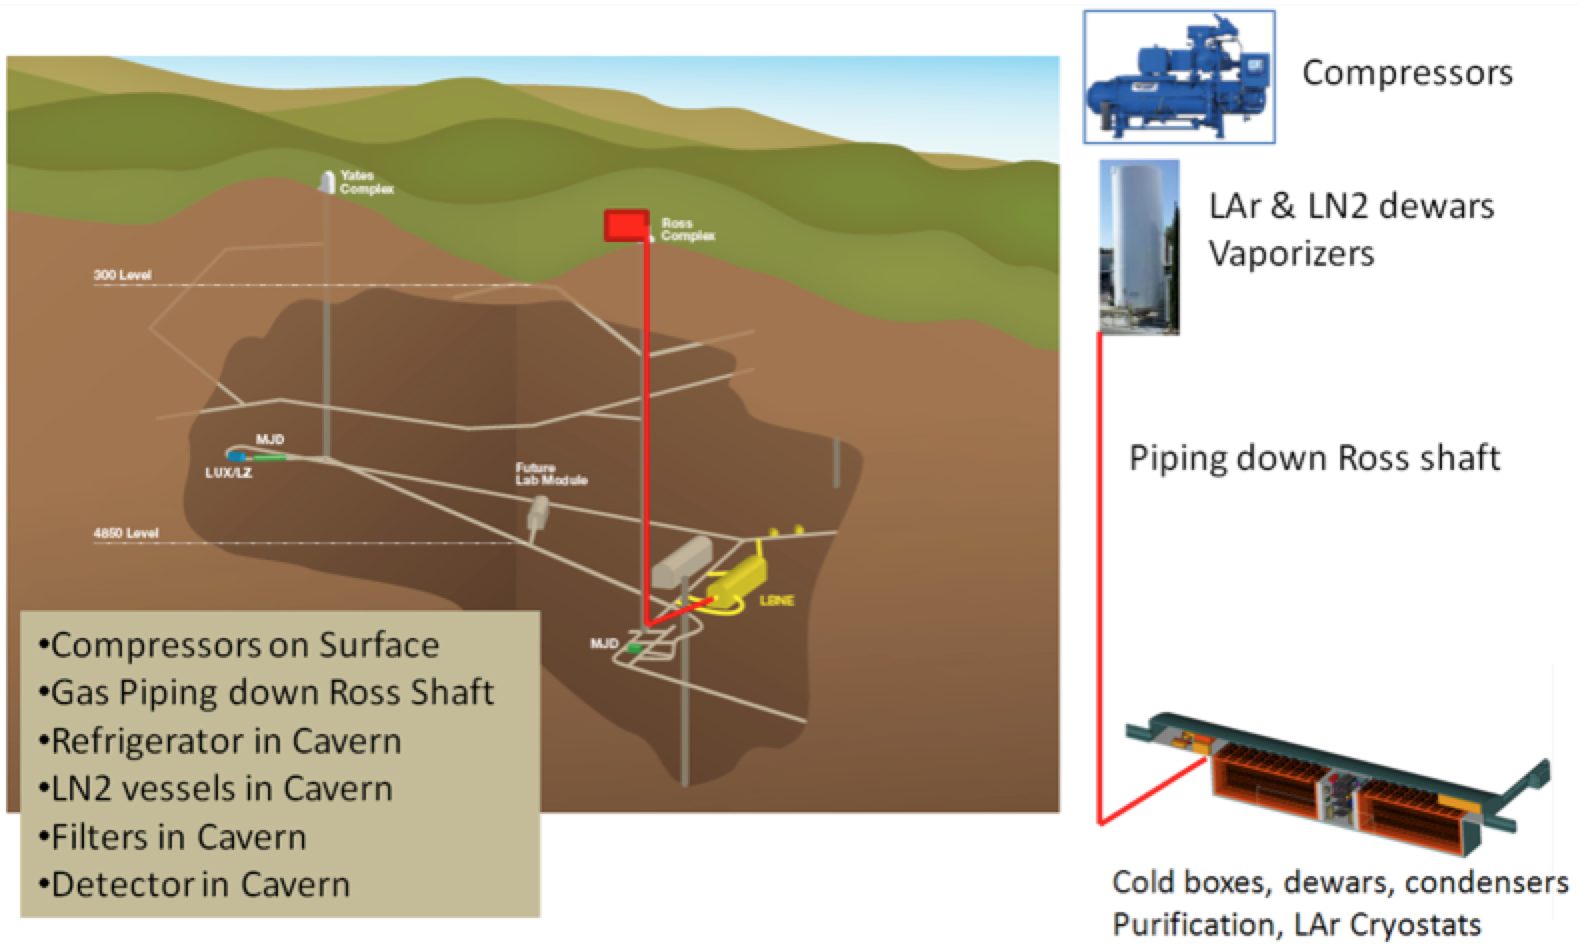 Compressors
LAr & LN2 dewars
Vaporizers
Yates
Complex
Ross
Complex
300 Level
MJD
LUX/LZ
Future
Lab Module
4850 Level
LBNE
MJD
Piping down Ross shaft
•Compressors on Surface
•Gas Piping down Ross Shaft
•Refrigerator in Cavern
•LN2 vessels in Cavern
•Filters in Cavern
•Detector in Cavern
Cold boxes, dewars, condensers
Purification, LAr Cryostats